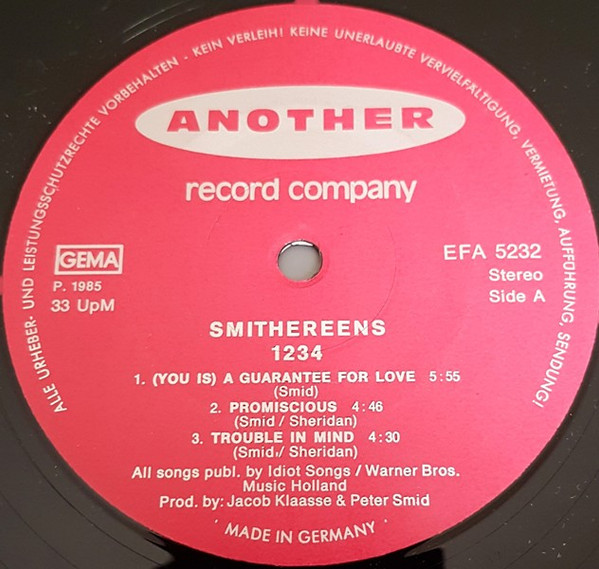 ALLE URHEBER- UND LEISTUNGSSCHUTZRECHTE VORBEHALTEN - KEIN VERLEIH! KEINE UNERLAUBTE VERVIELFÄLTIGUNG, VERMIETUNG, AUFFÜHRUNG, SENDUNG!
ANOTHER
record company
GEMA
P. 1985
33 UpM
EFA 5232
Stereo
Side A
SMITHEREENS
1234
1. (YOU IS) A GUARANTEE FOR LOVE 5:55
(Smid)
2. PROMISCIOUS 4:46
(Smid / Sheridan)
3. TROUBLE IN MIND 4:30
(Smid / Sheridan)
All songs publ. by Idiot Songs / Warner Bros.
Music Holland
Prod. by: Jacob Klaasse & Peter Smid
MADE IN GERMANY